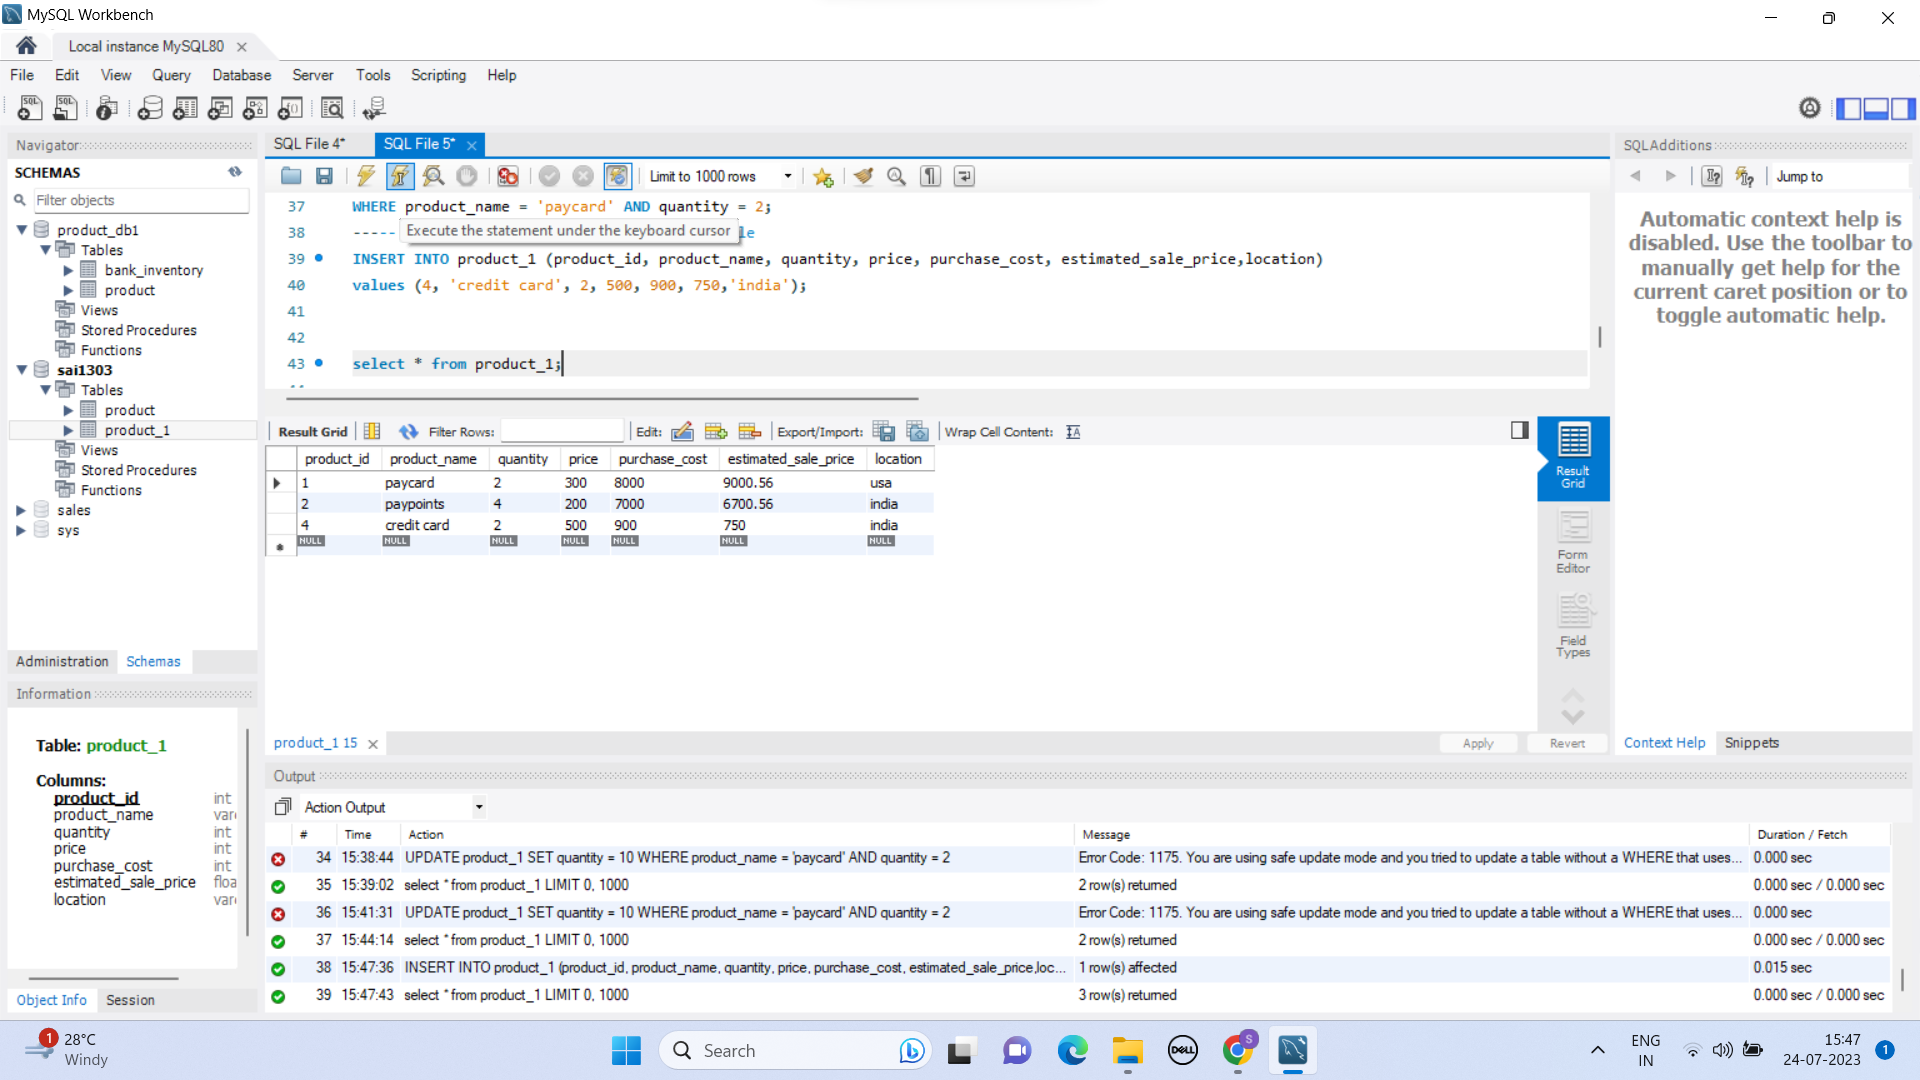 MySQL Workbench
Local instance MySQL80
File Edit View Query Database Server Tools Scripting Help
Navigator
SCHEMAS
Filter objects
product_db1
Tables
bank_inventory
product
Views
Stored Procedures
Functions
sai1303
Tables
product
product_1
Views
Stored Procedures
Functions
sales
sys
Administration Schemas
Information
Table: product_1
Columns:
product_id int
product_name varc
quantity int
price int
purchase_cost int
estimated_sale_price floa
location varc
Object Info Session
SQL File 4* SQL File 5*
Limit to 1000 rows
37 WHERE product_name = 'paycard' AND quantity = 2;
38 ----- le
Execute the statement under the keyboard cursor
39 INSERT INTO product_1 (product_id, product_name, quantity, price, purchase_cost, estimated_sale_price,location)
40 values (4, 'credit card', 2, 500, 900, 750,'india');
41
42
43 select * from product_1;
Result Grid Filter Rows: Edit: Export/Import: Wrap Cell Content:
product_id product_name quantity price purchase_cost estimated_sale_price location
1 paycard 2 300 8000 9000.56 usa
2 paypoints 4 200 7000 6700.56 india
4 credit card 2 500 900 750 india
NULL NULL NULL NULL NULL NULL NULL
Result Grid
Form Editor
Field Types
product_1 15
Apply Revert
SQLAdditions
Jump to
Automatic context help is
disabled. Use the toolbar to
manually get help for the
current caret position or to
toggle automatic help.
Context Help Snippets
Output
Action Output
# Time Action Message Duration / Fetch
34 15:38:44 UPDATE product_1 SET quantity = 10 WHERE product_name = 'paycard' AND quantity = 2 Error Code: 1175. You are using safe update mode and you tried to update a table without a WHERE that uses... 0.000 sec
35 15:39:02 select * from product_1 LIMIT 0, 1000 2 row(s) returned 0.000 sec / 0.000 sec
36 15:41:31 UPDATE product_1 SET quantity = 10 WHERE product_name = 'paycard' AND quantity = 2 Error Code: 1175. You are using safe update mode and you tried to update a table without a WHERE that uses... 0.000 sec
37 15:44:14 select * from product_1 LIMIT 0, 1000 2 row(s) returned 0.000 sec / 0.000 sec
38 15:47:36 INSERT INTO product_1 (product_id, product_name, quantity, price, purchase_cost, estimated_sale_price,loc... 1 row(s) affected 0.015 sec
39 15:47:43 select * from product_1 LIMIT 0, 1000 3 row(s) returned 0.000 sec / 0.000 sec
1
28°C
Windy
Search
DELL
S
ENG
IN
15:47
24-07-2023
1